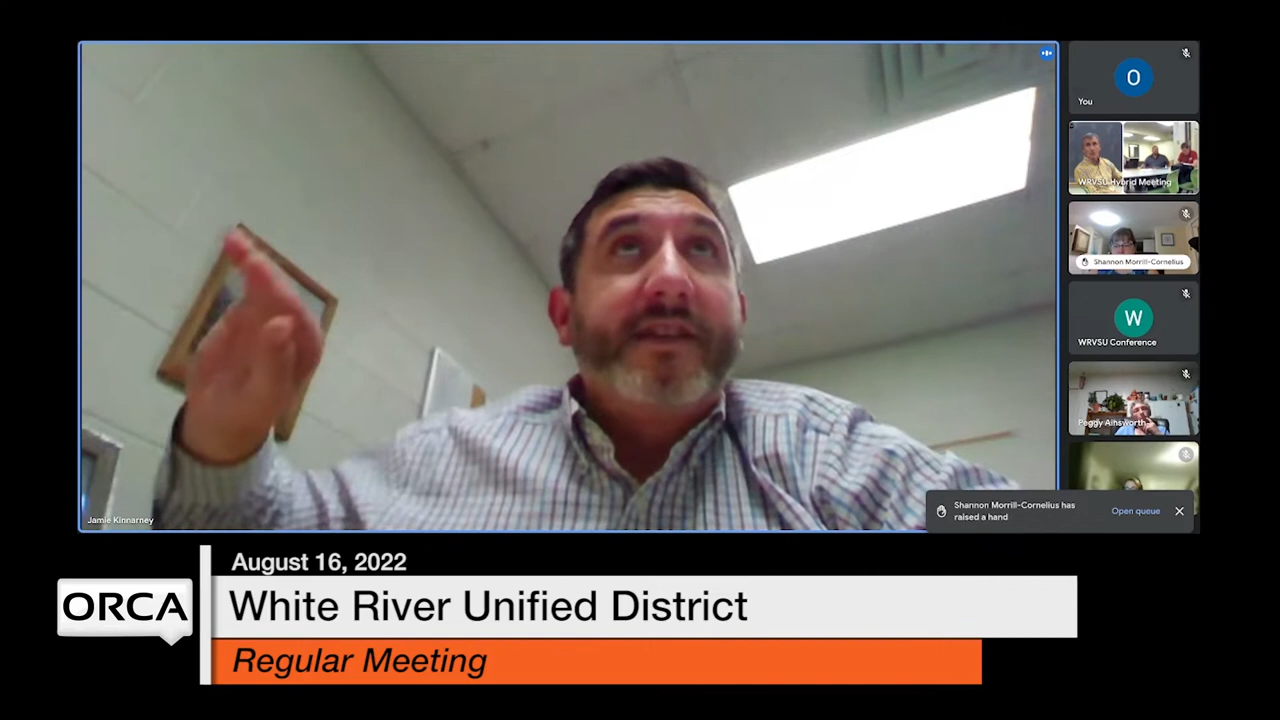 O
You
WRVSU Hybrid Meeting
Shannon Morrill-Cornelius
W
WRVSU Conference
Peggy Ainsworth
Shannon Morrill-Cornelius has
raised a hand
Open queue
Jamie Kinnarney
August 16, 2022
ORCA
White River Unified District
Regular Meeting